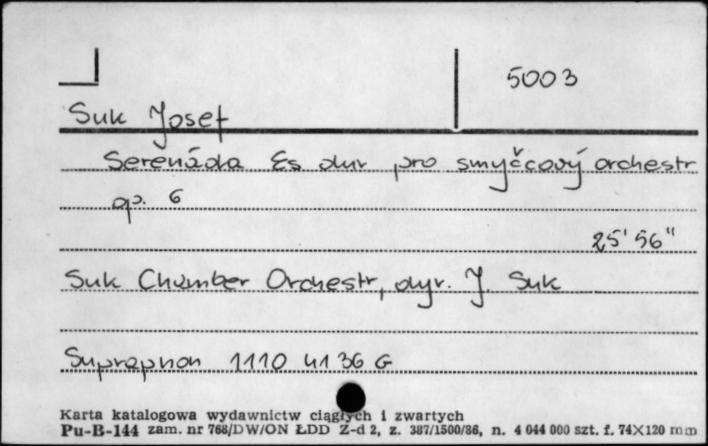 5003
Suk Josef
Serenáda Es dur pro smyčcový orchestr
op. 6
25' 56"
Suk Chamber Orchestr, dyr. J. Suk
Supraphon 1110 4136 G
Karta katalogowa wydawnictw ciągłych i zwartych
Pu-B-144 zam. nr 768/DW/ON ŁDD Z-d 2, z. 387/1500/86, n. 4 044 000 szt. f. 74X120 mm